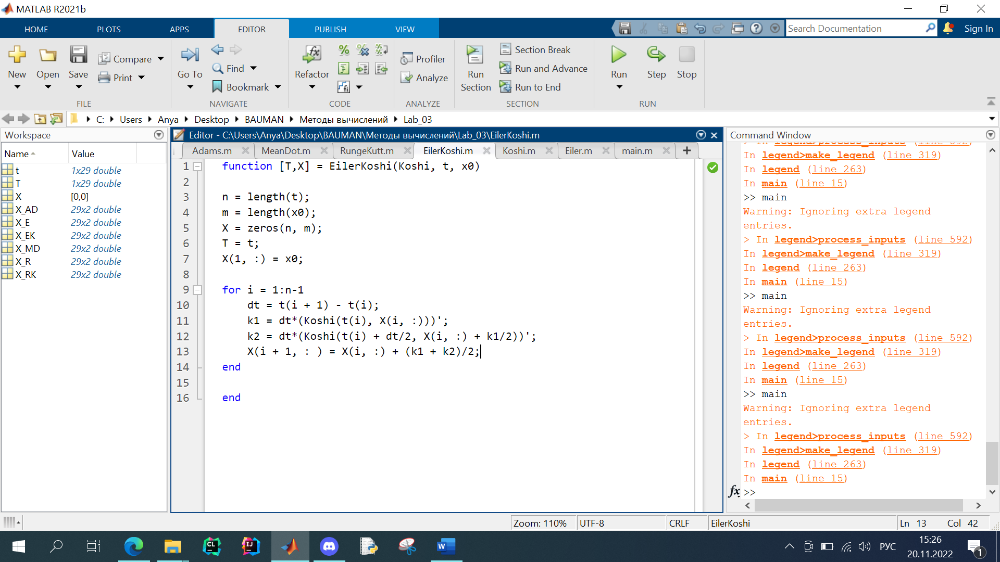 MATLAB R2021b
HOME PLOTS APPS EDITOR PUBLISH VIEW Search Documentation Sign In
New Open Save Compare Print
FILE
Go To Find Bookmark
NAVIGATE
Refactor
CODE
Profiler
Analyze
ANALYZE
Run Section Section Break
Run and Advance
Run to End
SECTION
Run Step Stop
RUN
C: Users Anya Desktop BAUMAN Методы вычислений Lab_03
Workspace
Name Value
t 1x29 double
T 1x29 double
X [0,0]
X_AD 29x2 double
X_E 29x2 double
X_EK 29x2 double
X_MD 29x2 double
X_R 29x2 double
X_RK 29x2 double
Editor - C:\Users\Anya\Desktop\BAUMAN\Методы вычислений\Lab_03\EilerKoshi.m
Adams.m MeanDot.m RungeKutt.m EilerKoshi.m Koshi.m Eiler.m main.m +
1 function [T,X] = EilerKoshi(Koshi, t, x0)
2
3 n = length(t);
4 m = length(x0);
5 X = zeros(n, m);
6 T = t;
7 X(1, :) = x0;
8
9 for i = 1:n-1
10 dt = t(i + 1) - t(i);
11 k1 = dt*(Koshi(t(i), X(i, :)))';
12 k2 = dt*(Koshi(t(i) + dt/2, X(i, :) + k1/2))';
13 X(i + 1, : ) = X(i, :) + (k1 + k2)/2;
14 end
15
16 end
Command Window
> In legend>process_inputs (line 592)
In legend>make_legend (line 319)
In legend (line 263)
In main (line 15)
>> main
Warning: Ignoring extra legend
entries.
> In legend>process_inputs (line 592)
In legend>make_legend (line 319)
In legend (line 263)
In main (line 15)
>> main
Warning: Ignoring extra legend
entries.
> In legend>process_inputs (line 592)
In legend>make_legend (line 319)
In legend (line 263)
In main (line 15)
>> main
Warning: Ignoring extra legend
entries.
> In legend>process_inputs (line 592)
In legend>make_legend (line 319)
In legend (line 263)
In main (line 15)
fx >>
Zoom: 110% UTF-8 CRLF EilerKoshi Ln 13 Col 42
CL IJ W РУС 15:26
20.11.2022 1